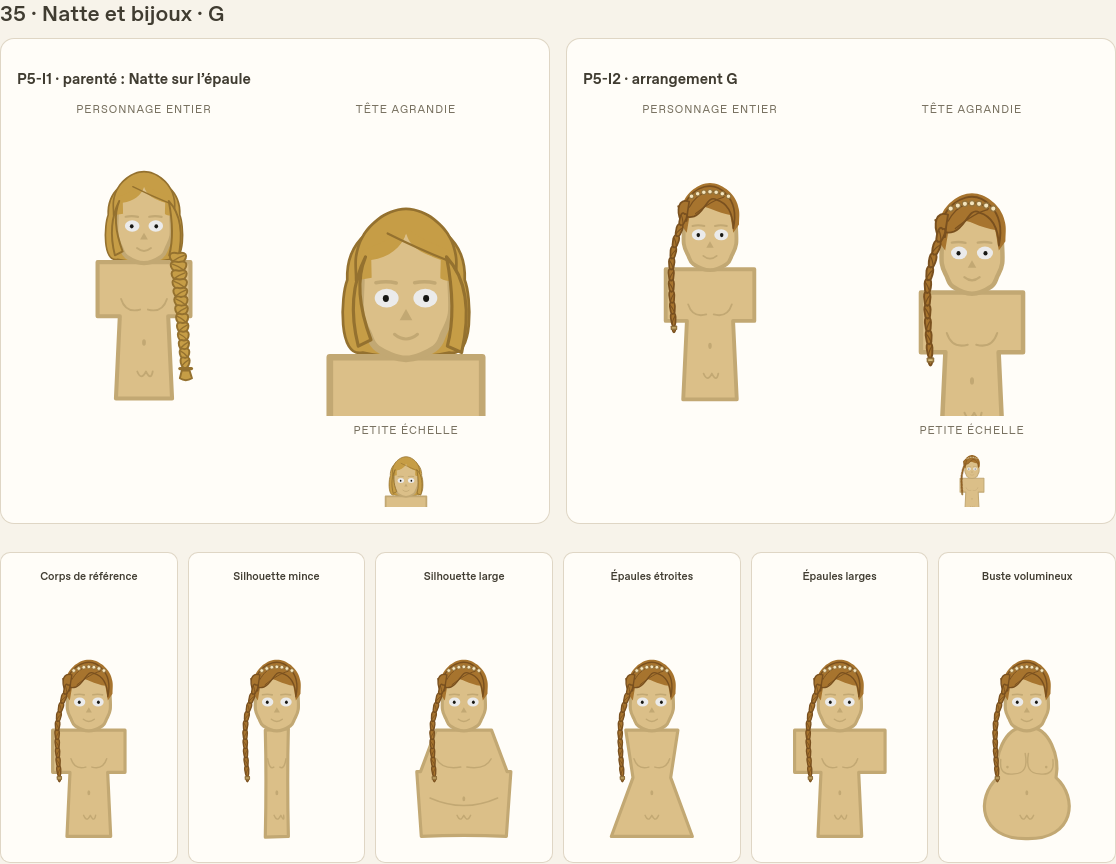 35 · Natte et bijoux · G
P5-I1 · parenté : Natte sur l’épaule
PERSONNAGE ENTIER
TÊTE AGRANDIE
PETITE ÉCHELLE
P5-I2 · arrangement G
PERSONNAGE ENTIER
TÊTE AGRANDIE
PETITE ÉCHELLE
Corps de référence
Silhouette mince
Silhouette large
Épaules étroites
Épaules larges
Buste volumineux